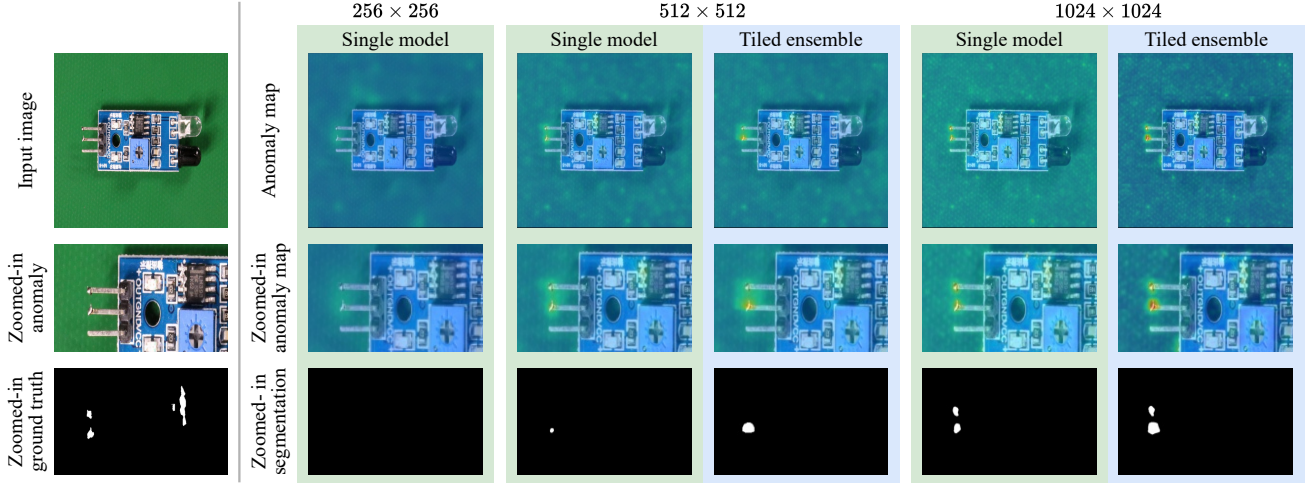 256 × 256
512 × 512
1024 × 1024
Single model
Single model
Tiled ensemble
Single model
Tiled ensemble
Input image
Anomaly map
Zoomed-in
anomaly
Zoomed-in
anomaly map
Zoomed-in
ground truth
Zoomed- in
segmentation